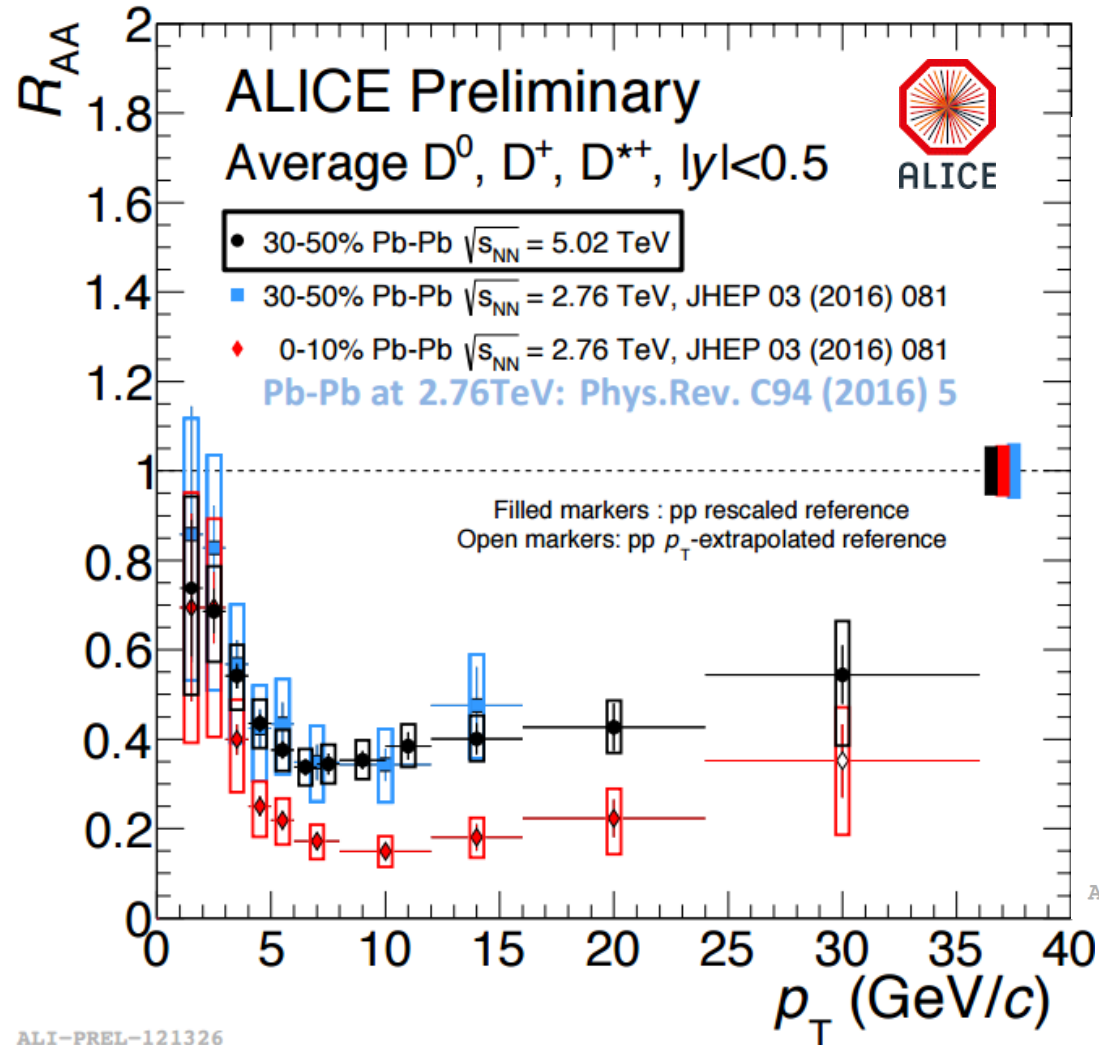 R_AA
2
1.8
1.6
1.4
1.2
1
0.8
0.6
0.4
0.2
0
ALICE Preliminary
Average D⁰, D⁺, D*⁺, |y|<0.5
ALICE
30-50% Pb-Pb √s_NN = 5.02 TeV
30-50% Pb-Pb √s_NN = 2.76 TeV, JHEP 03 (2016) 081
0-10% Pb-Pb √s_NN = 2.76 TeV, JHEP 03 (2016) 081
Pb-Pb at 2.76TeV: Phys.Rev. C94 (2016) 5
Filled markers : pp rescaled reference
Open markers: pp p_T-extrapolated reference
A
0 5 10 15 20 25 30 35 40
p_T (GeV/c)
ALI-PREL-121326